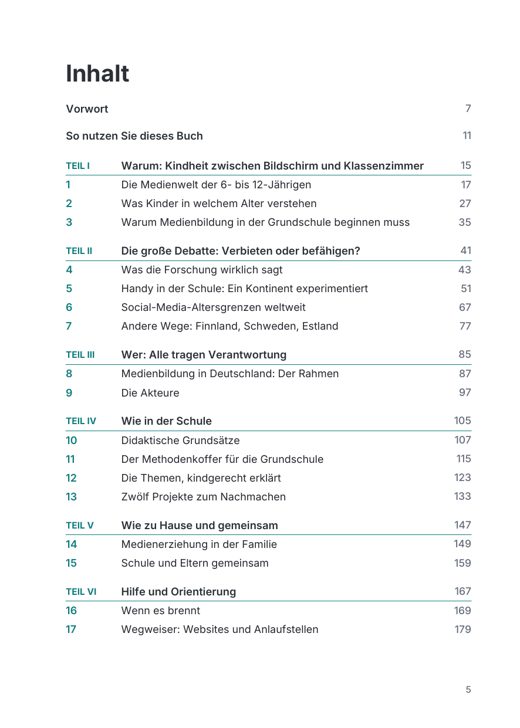 Inhalt
Vorwort 7
So nutzen Sie dieses Buch 11
TEIL I Warum: Kindheit zwischen Bildschirm und Klassenzimmer 15
1 Die Medienwelt der 6- bis 12-Jährigen 17
2 Was Kinder in welchem Alter verstehen 27
3 Warum Medienbildung in der Grundschule beginnen muss 35
TEIL II Die große Debatte: Verbieten oder befähigen? 41
4 Was die Forschung wirklich sagt 43
5 Handy in der Schule: Ein Kontinent experimentiert 51
6 Social-Media-Altersgrenzen weltweit 67
7 Andere Wege: Finnland, Schweden, Estland 77
TEIL III Wer: Alle tragen Verantwortung 85
8 Medienbildung in Deutschland: Der Rahmen 87
9 Die Akteure 97
TEIL IV Wie in der Schule 105
10 Didaktische Grundsätze 107
11 Der Methodenkoffer für die Grundschule 115
12 Die Themen, kindgerecht erklärt 123
13 Zwölf Projekte zum Nachmachen 133
TEIL V Wie zu Hause und gemeinsam 147
14 Medienerziehung in der Familie 149
15 Schule und Eltern gemeinsam 159
TEIL VI Hilfe und Orientierung 167
16 Wenn es brennt 169
17 Wegweiser: Websites und Anlaufstellen 179
5